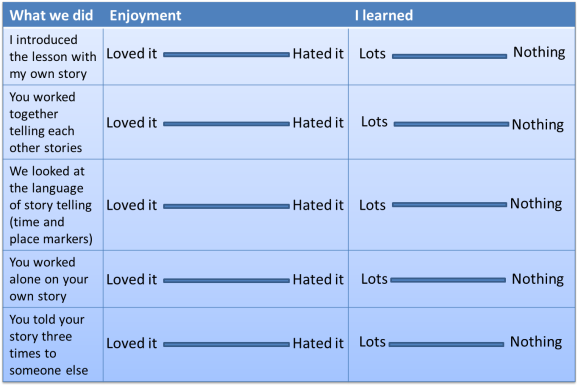 What we did Enjoyment I learned
I introduced
the lesson with
my own story
Loved it Hated it Lots Nothing
You worked
together
telling each
other stories
Loved it Hated it Lots Nothing
We looked at
the language
of story telling
(time and
place markers)
Loved it Hated it Lots Nothing
You worked
alone on your
own story
Loved it Hated it Lots Nothing
You told your
story three
times to
someone else
Loved it Hated it Lots Nothing